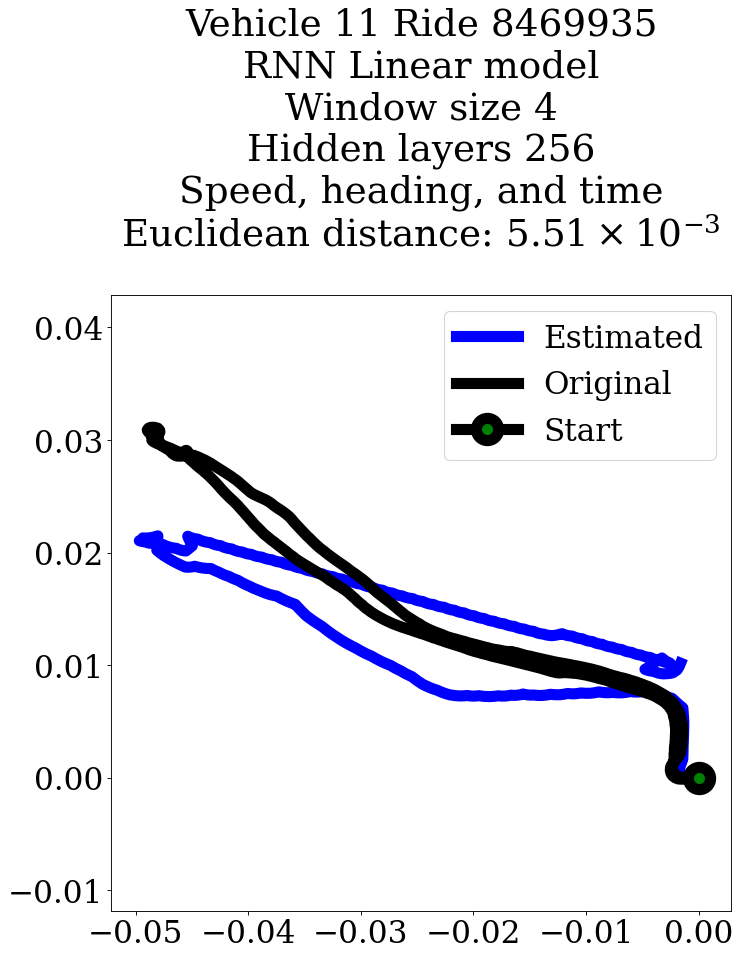 Vehicle 11 Ride 8469935
RNN Linear model
Window size 4
Hidden layers 256
Speed, heading, and time
Euclidean distance: 5.51 × 10⁻³
Estimated
Original
Start
0.04
0.03
0.02
0.01
0.00
−0.01
−0.05 −0.04 −0.03 −0.02 −0.01 0.00